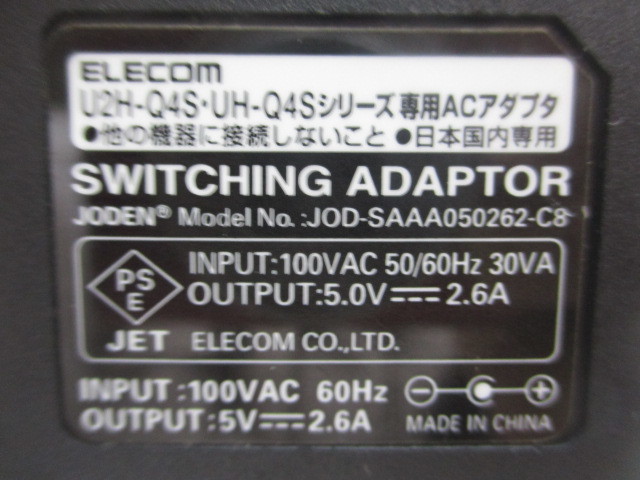 ELECOM
U2H-Q4S・UH-Q4Sシリーズ専用ACアダプタ
●他の機器に接続しないこと ●日本国内専用
SWITCHING ADAPTOR
JODEN® Model No.:JOD-SAAA050262-C8
PS
E
INPUT:100VAC 50/60Hz 30VA
OUTPUT:5.0V⎓2.6A
JET ELECOM CO.,LTD.
INPUT:100VAC 60Hz
OUTPUT:5V⎓2.6A
MADE IN CHINA